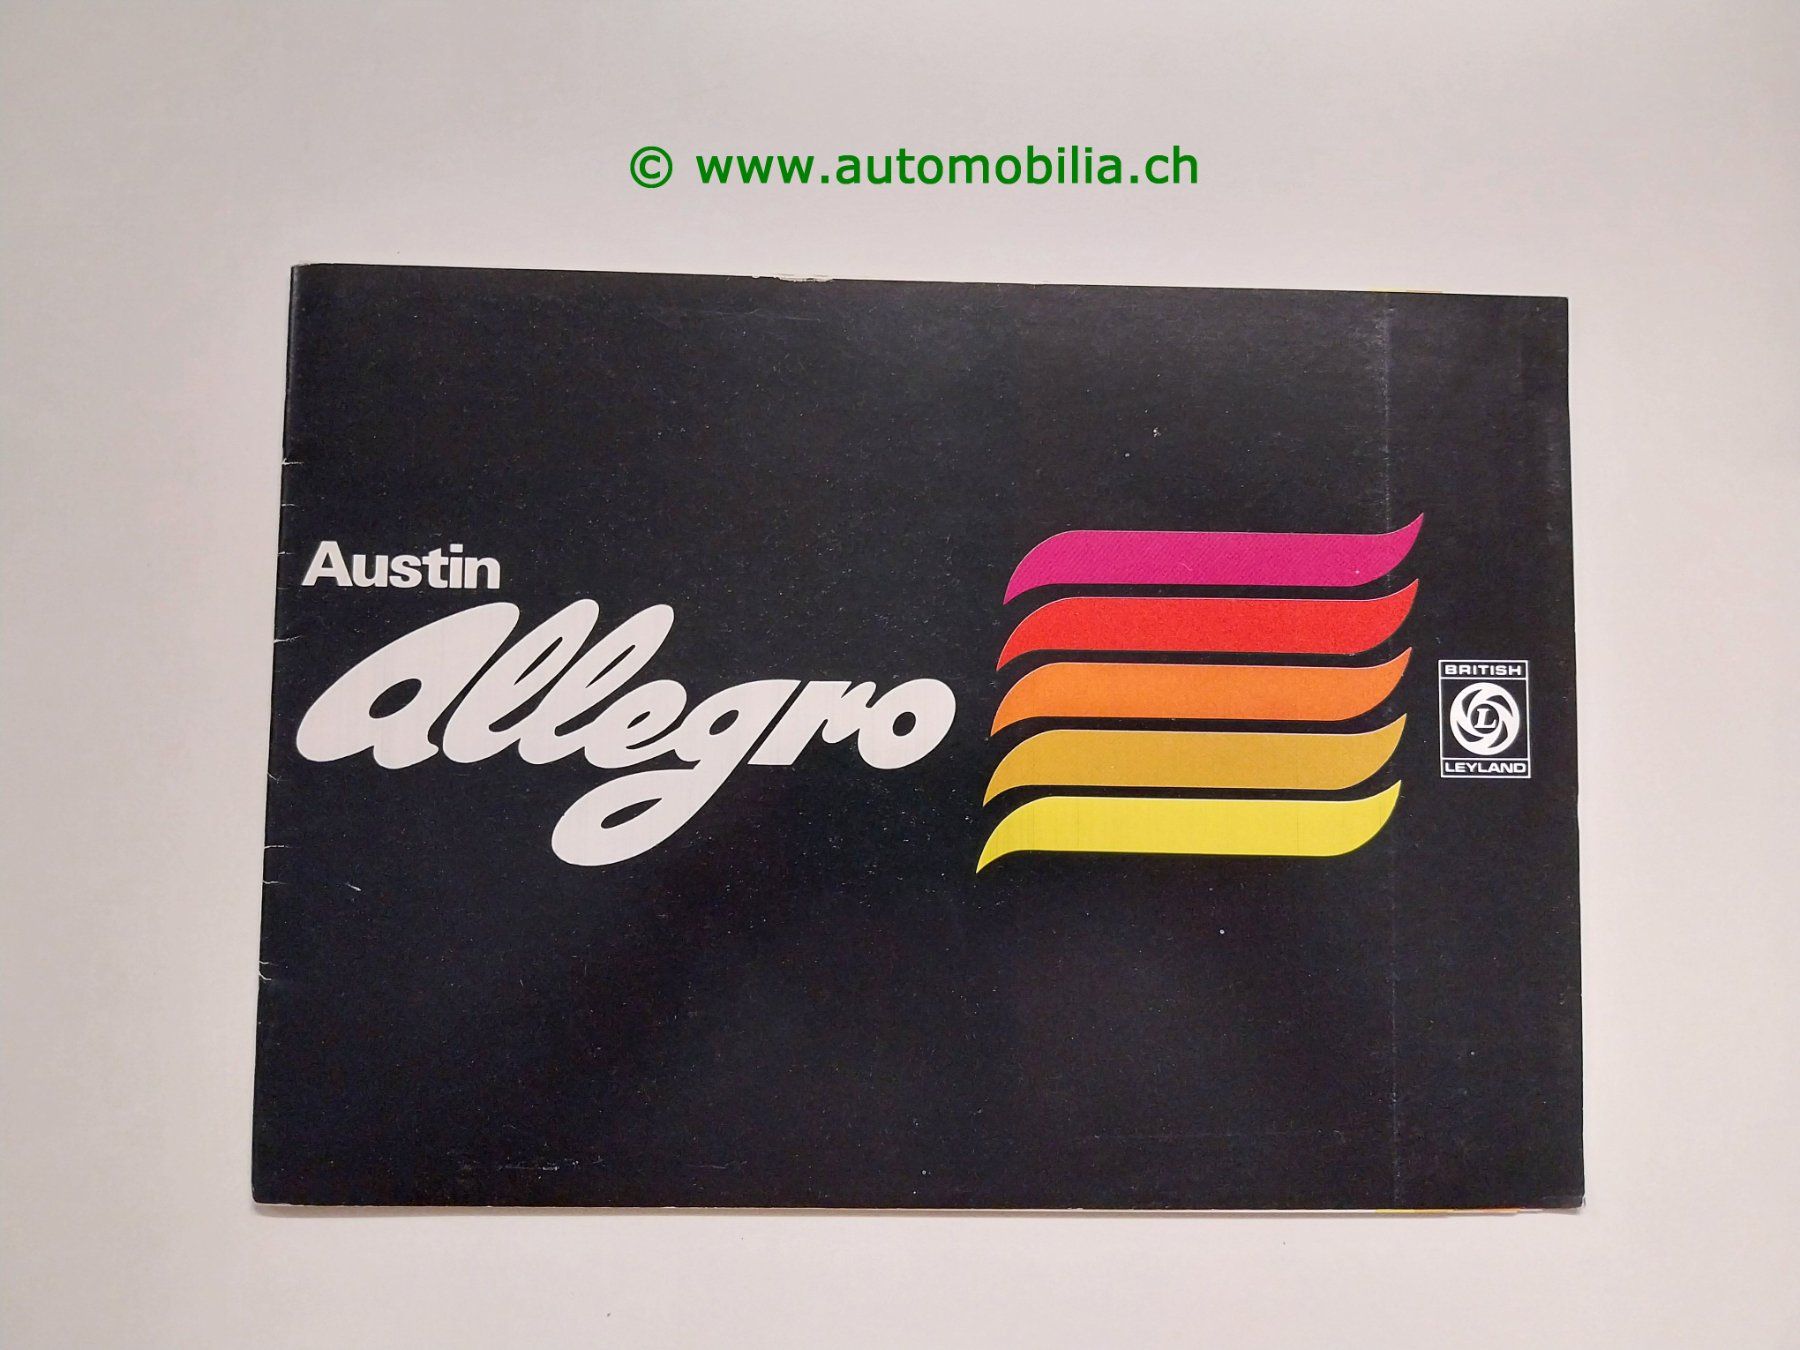 © www.automobilia.ch
Austin
Allegro
BRITISH
L
LEYLAND